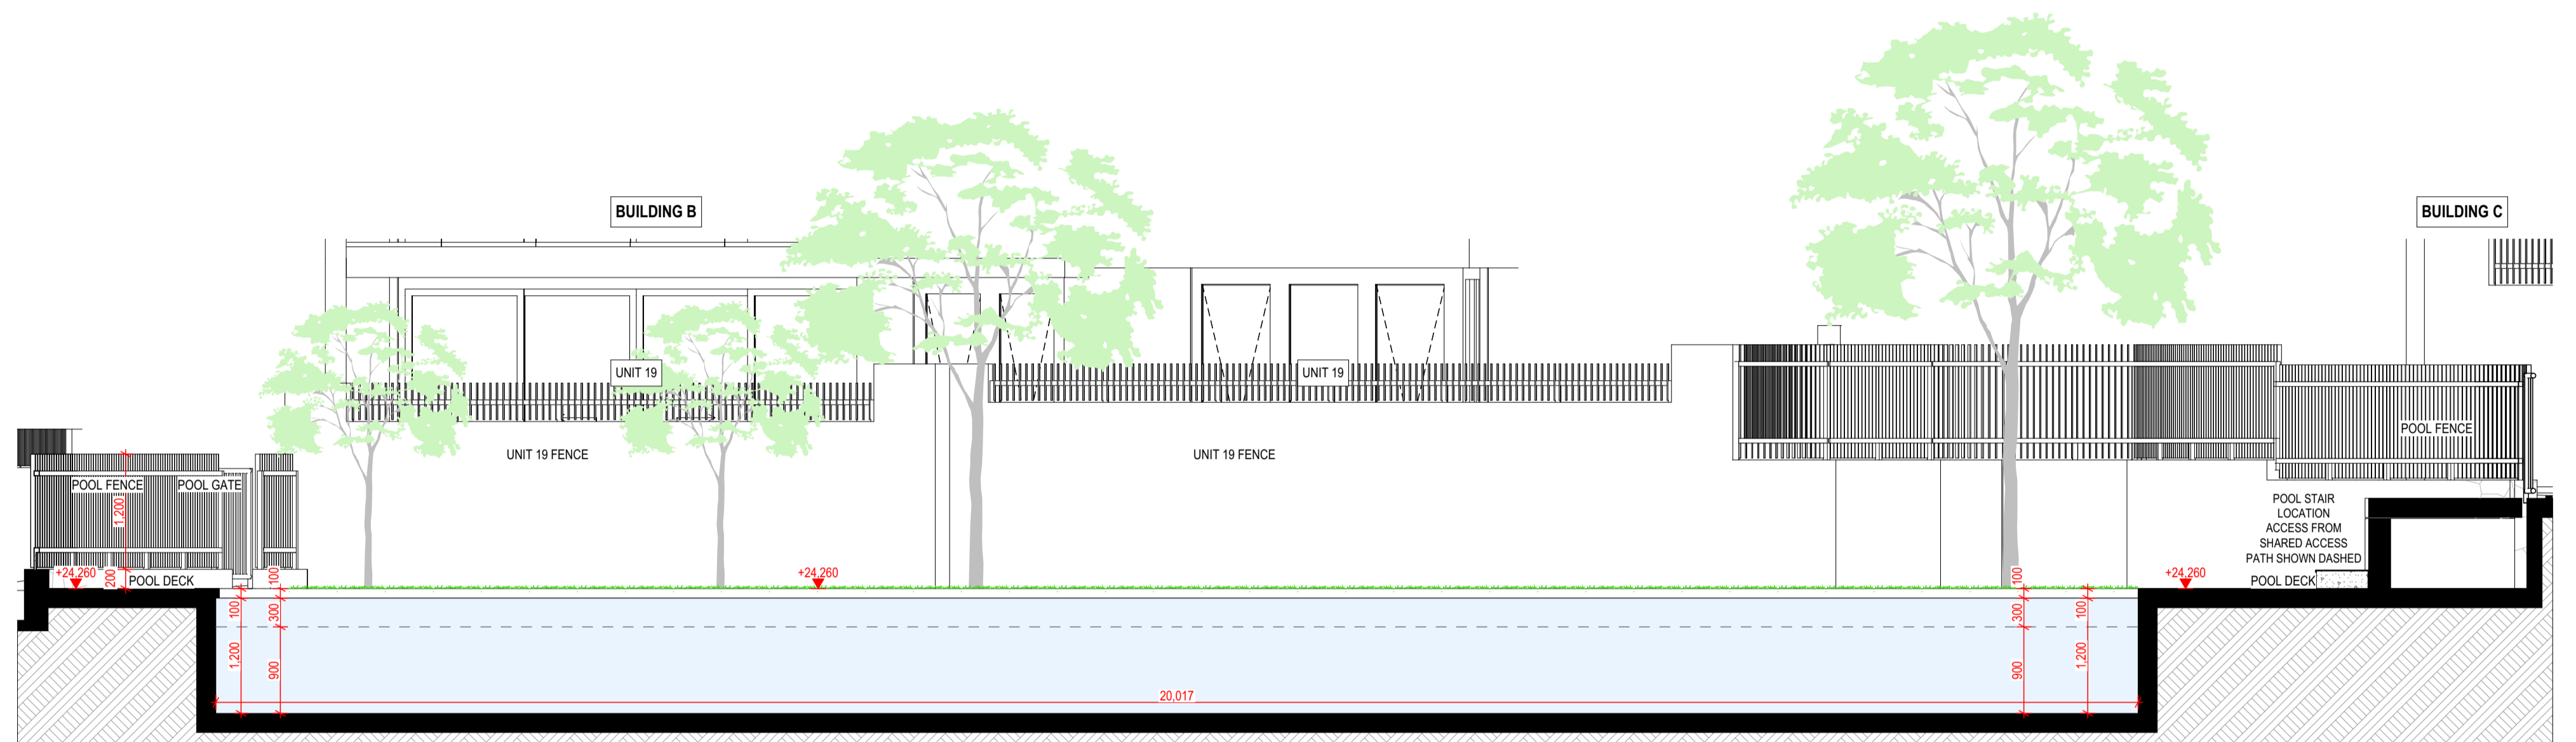 BUILDING B
BUILDING C
UNIT 19
UNIT 19
UNIT 19 FENCE
UNIT 19 FENCE
POOL FENCE
POOL FENCE
POOL GATE
1,200
200
POOL STAIR
LOCATION
ACCESS FROM
SHARED ACCESS
PATH SHOWN DASHED
+24,260
POOL DECK
+24,260
+24,260
POOL DECK
100
100
300
1,200
900
100
300
100
900
1,200
20,017